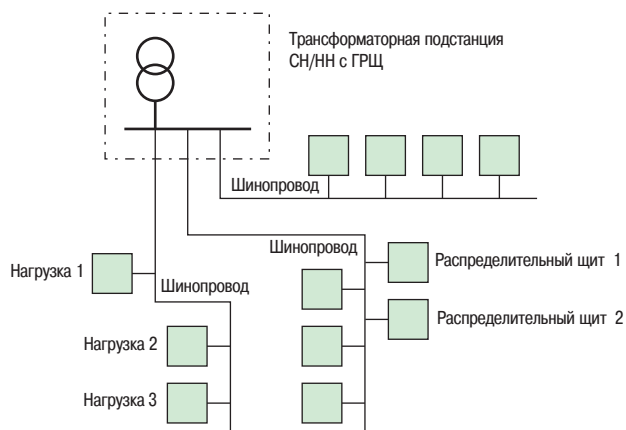 Трансформаторная подстанция
СН/НН с ГРЩ
Шинопровод
Шинопровод
Распределительный щит 1
Нагрузка 1
Шинопровод
Распределительный щит 2
Нагрузка 2
Нагрузка 3